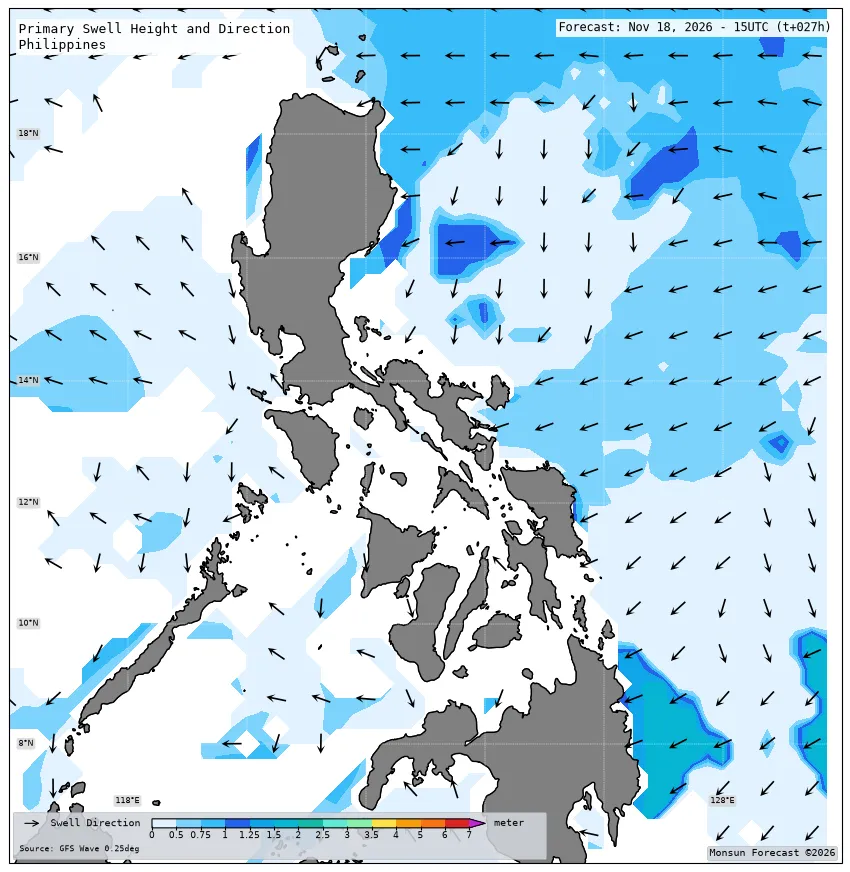 Primary Swell Height and Direction
Philippines
Forecast: Nov 18, 2026 - 15UTC (t+027h)
18°N
16°N
14°N
12°N
10°N
8°N
118°E
128°E
Swell Direction
0 0.5 0.75 1 1.25 1.5 2 2.5 3 3.5 4 5 6 7
meter
Source: GFS Wave 0.25deg
Monsun Forecast ©2026